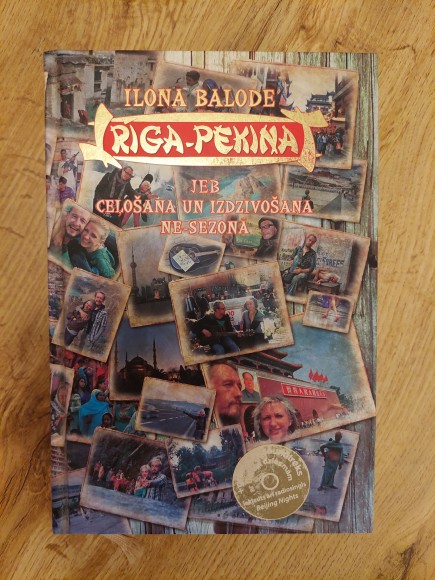 ILONA BALODE
RĪGA-PEKINA
JEB
CEĻOŠANA UN IZDZĪVOŠANA
NE-SEZONĀ
Beijing Nights